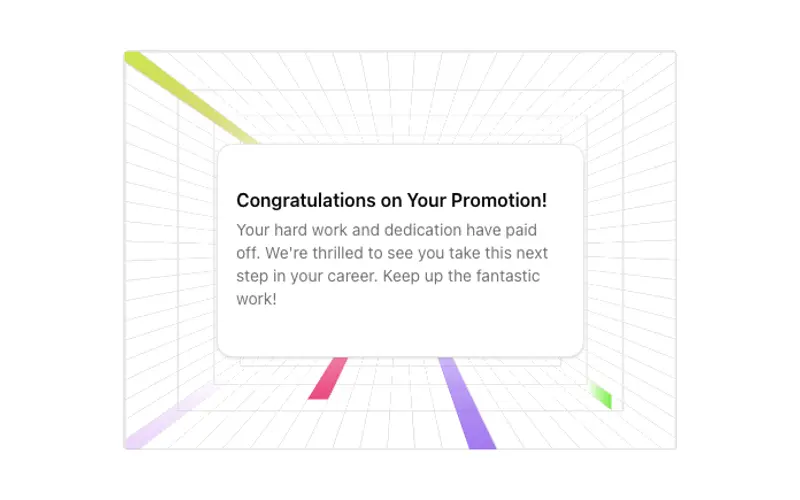 Congratulations on Your Promotion!
Your hard work and dedication have paid
off. We're thrilled to see you take this next
step in your career. Keep up the fantastic
work!